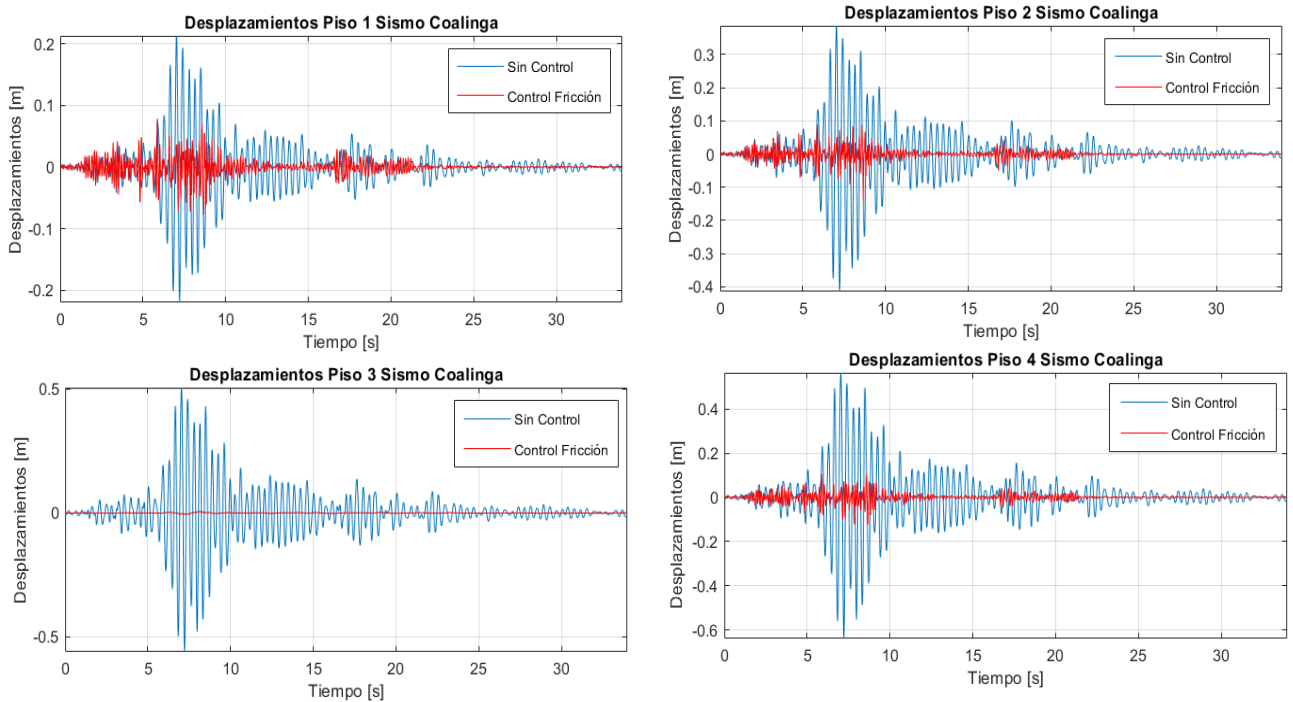 Desplazamientos Piso 1 Sismo Coalinga
Desplazamientos [m]
0.2
0.1
0
-0.1
-0.2
Sin Control
Control Fricción
0 5 10 15 20 25 30
Tiempo [s]
Desplazamientos Piso 2 Sismo Coalinga
Desplazamientos [m]
0.3
0.2
0.1
0
-0.1
-0.2
-0.3
-0.4
Sin Control
Control Fricción
0 5 10 15 20 25 30
Tiempo [s]
Desplazamientos Piso 3 Sismo Coalinga
Desplazamientos [m]
0.5
0
-0.5
Sin Control
Control Fricción
0 5 10 15 20 25 30
Tiempo [s]
Desplazamientos Piso 4 Sismo Coalinga
Desplazamientos [m]
0.4
0.2
0
-0.2
-0.4
-0.6
Sin Control
Control Fricción
0 5 10 15 20 25 30
Tiempo [s]